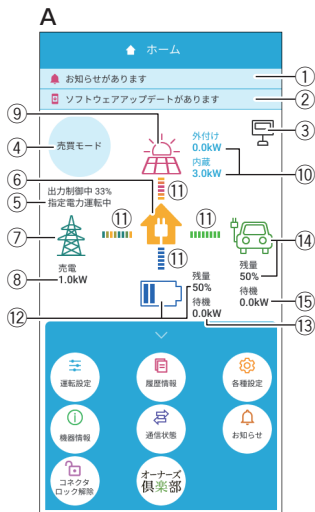 A
ホーム
お知らせがあります ①
ソフトウェアアップデートがあります ②
③
⑨
④ 売買モード
外付け
0.0kW
内蔵
3.0kW
⑩
⑥
⑪
出力制御中 33%
⑤ 指定電力運転中
⑦ ⑪ ⑪
⑭
売電
⑧ 1.0kW
⑪
残量
50%
待機
0.0kW
⑮
⑫
残量
50%
待機
0.0kW
⑬
運転設定
履歴情報
各種設定
機器情報
通信状態
お知らせ
コネクタ
ロック解除
オーナーズ
倶楽部